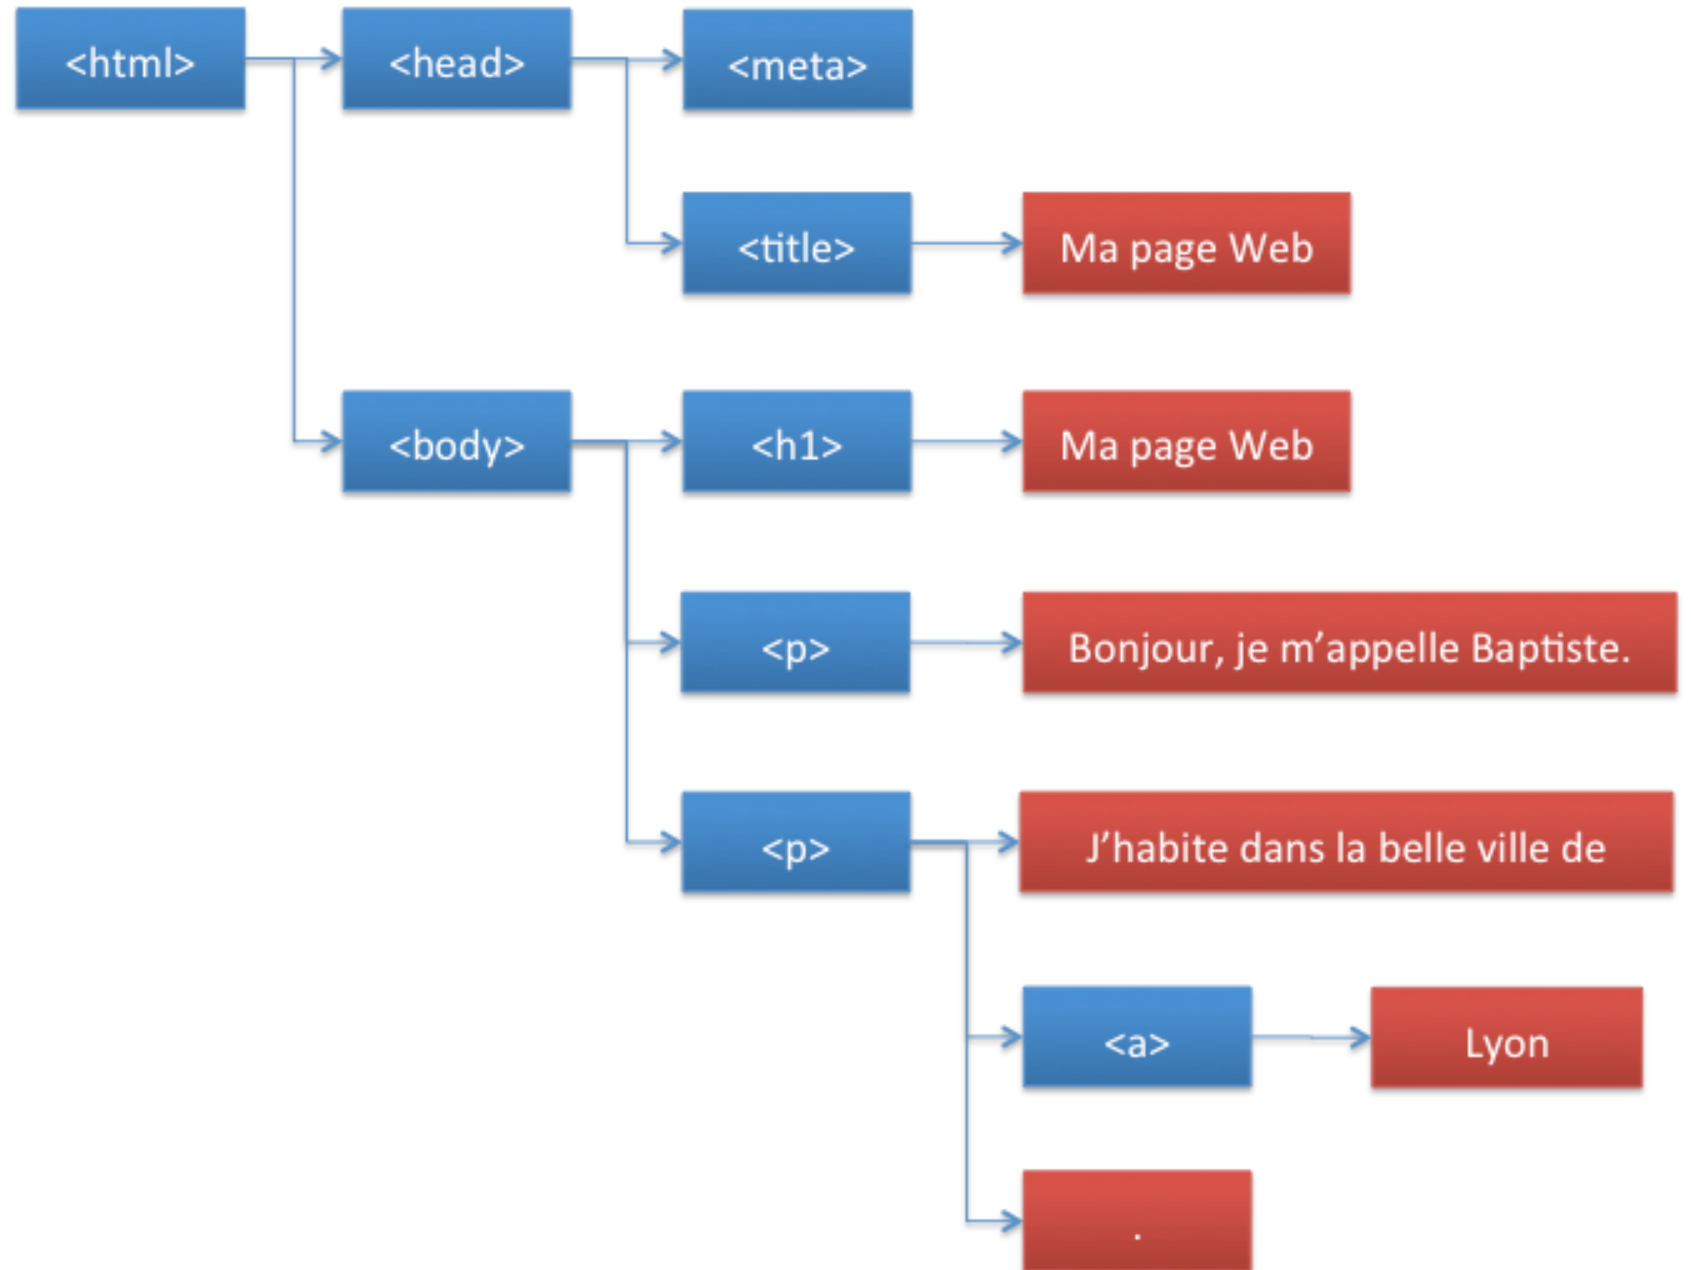 <html>
<head>
<meta>
<title>
Ma page Web
<body>
<h1>
Ma page Web
<p>
Bonjour, je m’appelle Baptiste.
<p>
J’habite dans la belle ville de
<a>
Lyon
.